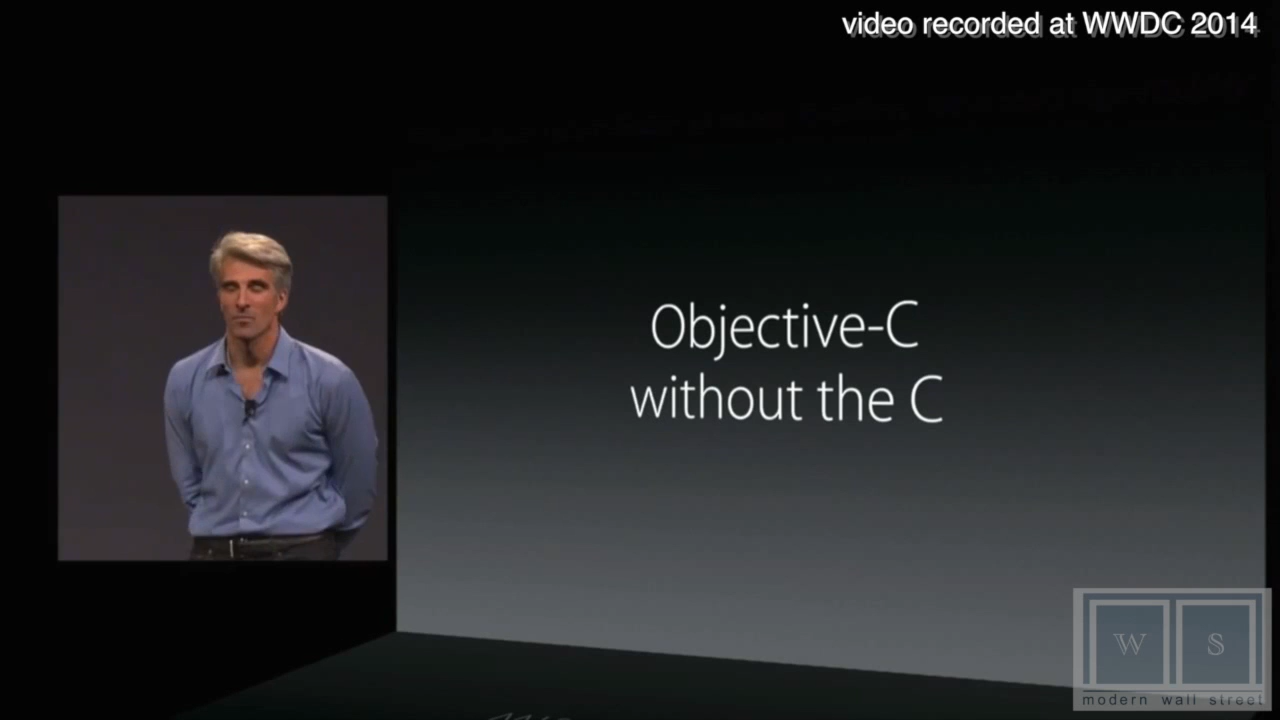 video recorded at WWDC 2014
Objective-C
without the C
W S
modern wall street